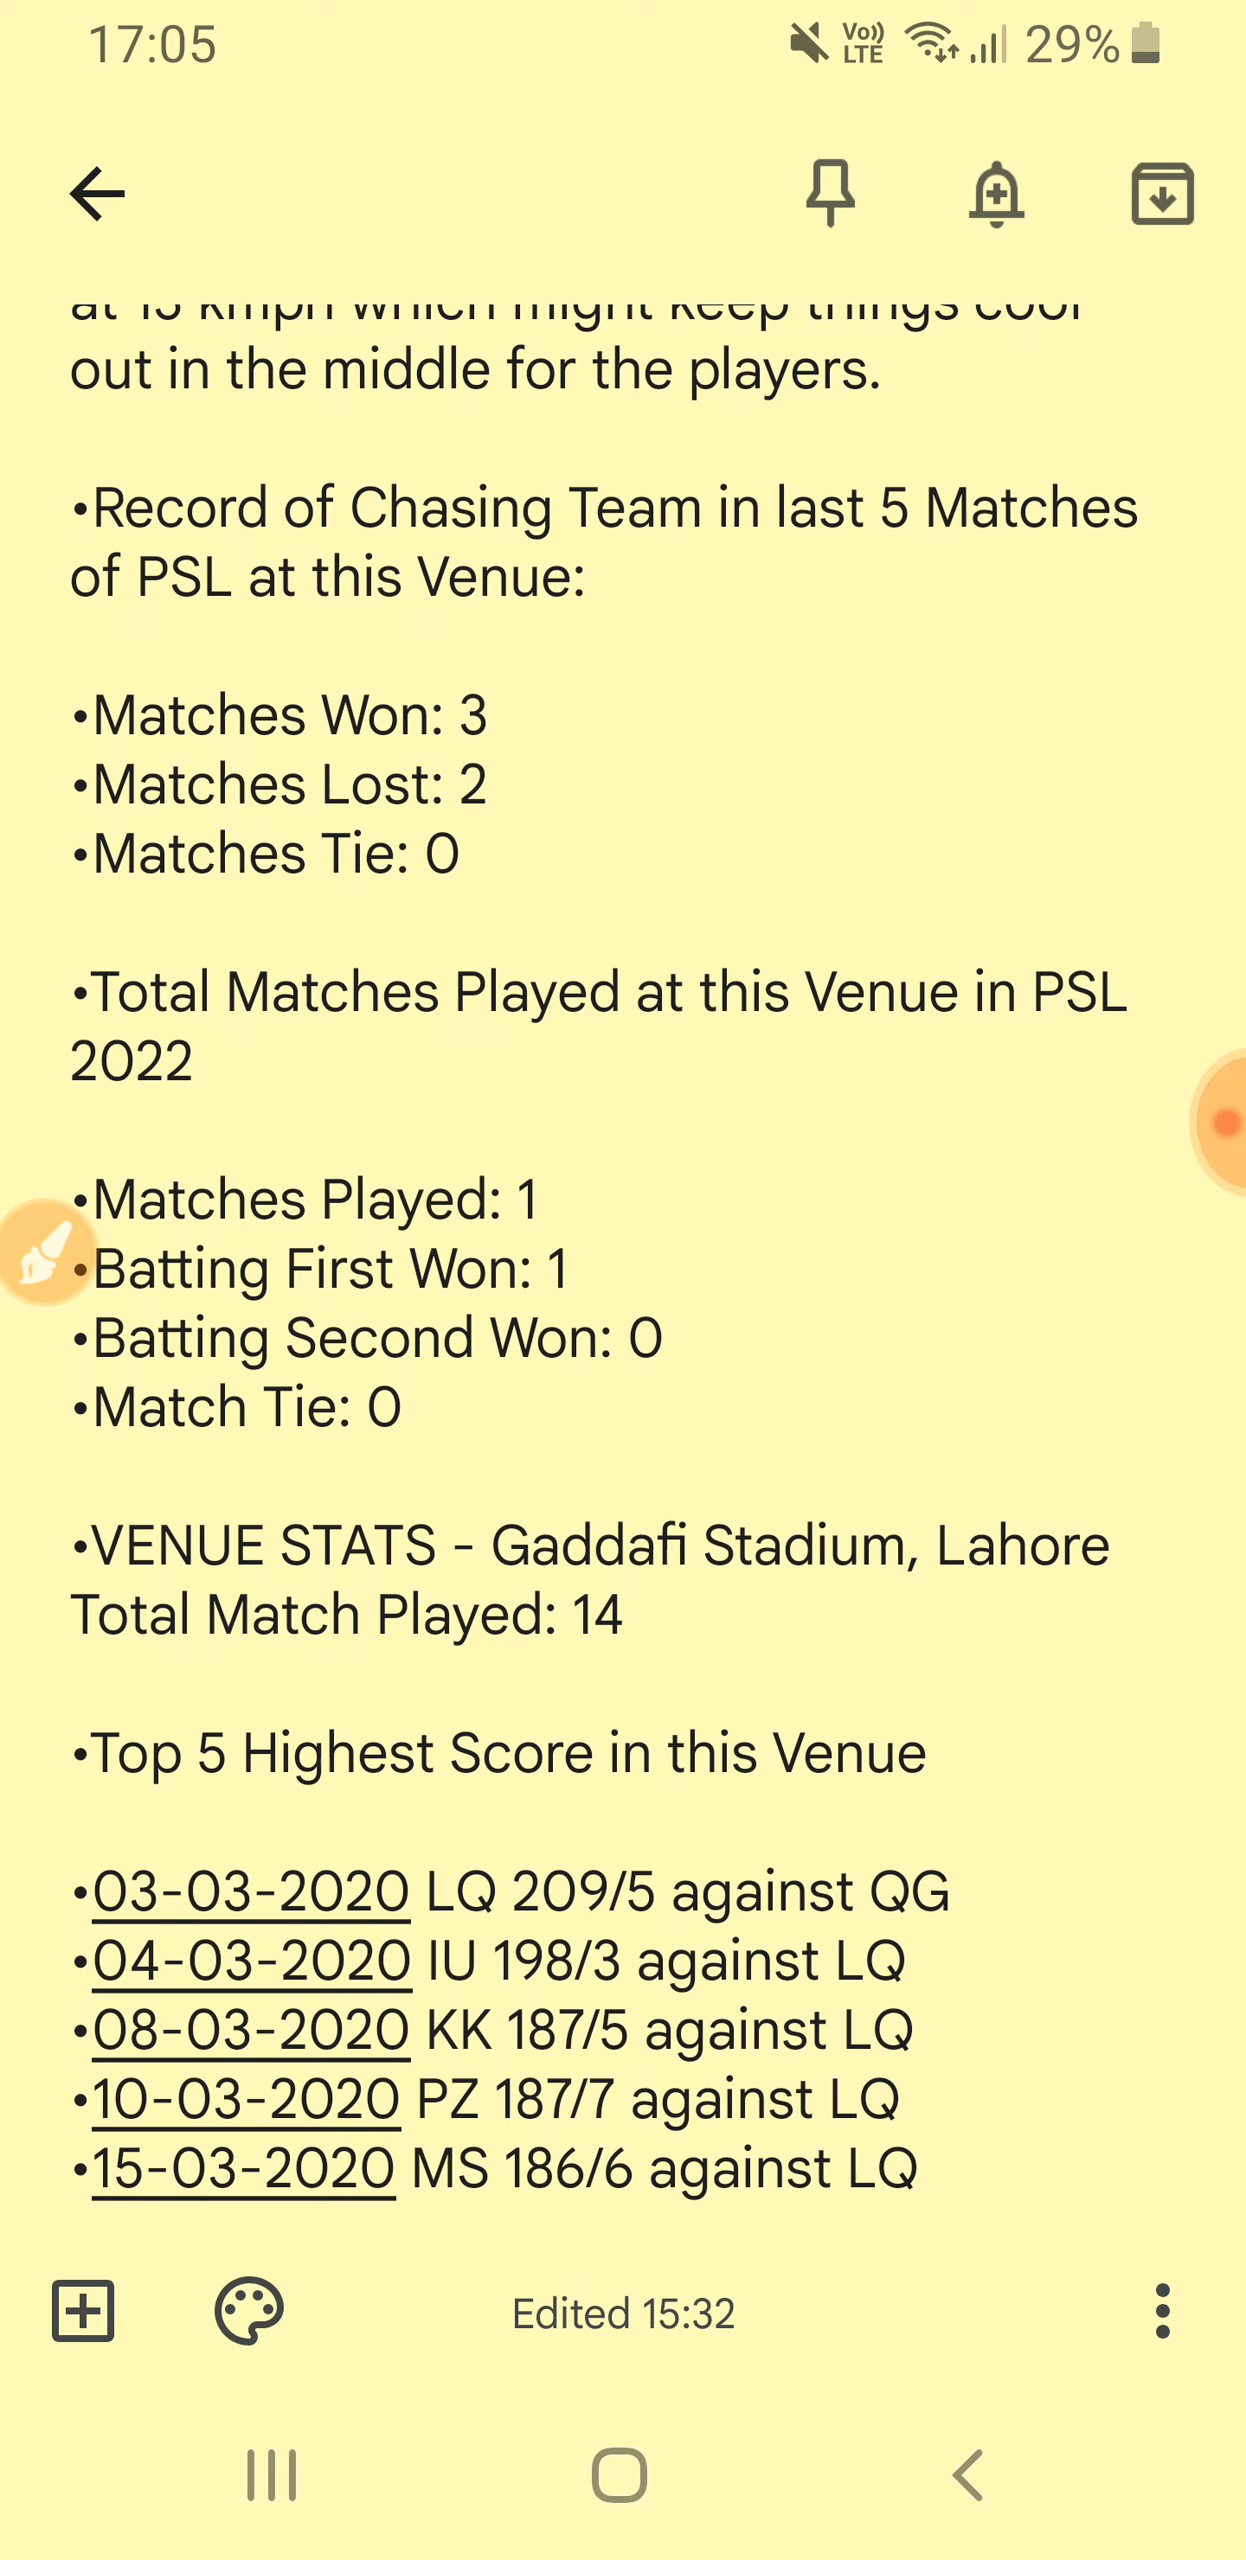 17:05
Vo)) LTE
29%
out in the middle for the players.
•Record of Chasing Team in last 5 Matches
of PSL at this Venue:
•Matches Won: 3
•Matches Lost: 2
•Matches Tie: 0
•Total Matches Played at this Venue in PSL
2022
•Matches Played: 1
•Batting First Won: 1
•Batting Second Won: 0
•Match Tie: 0
•VENUE STATS - Gaddafi Stadium, Lahore
Total Match Played: 14
•Top 5 Highest Score in this Venue
•03-03-2020 LQ 209/5 against QG
•04-03-2020 IU 198/3 against LQ
•08-03-2020 KK 187/5 against LQ
•10-03-2020 PZ 187/7 against LQ
•15-03-2020 MS 186/6 against LQ
Edited 15:32